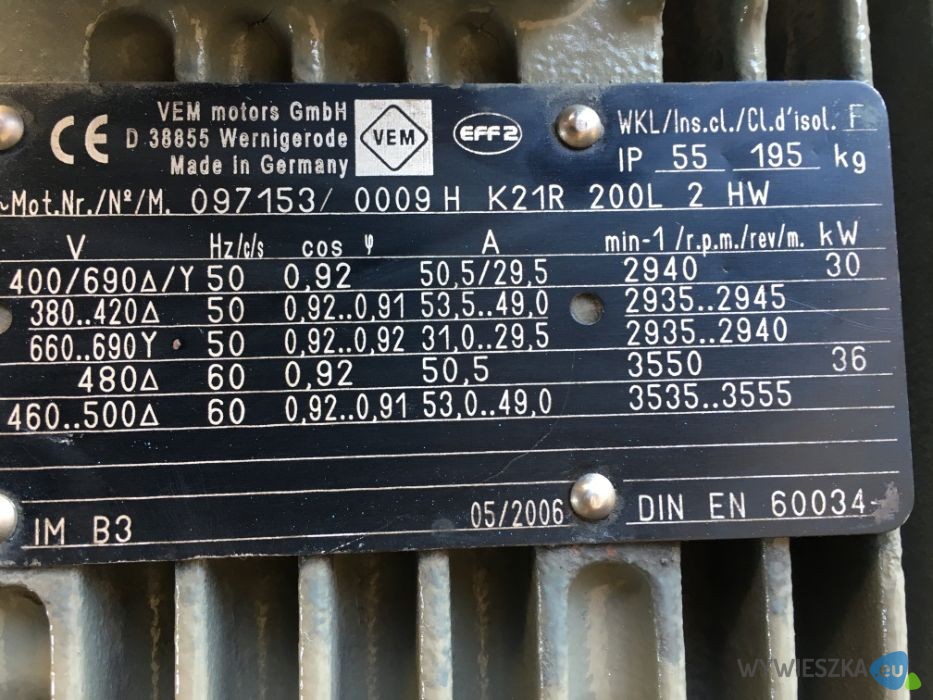 VEM motors GmbH
D 38855 Wernigerode
Made in Germany
CE
VEM
EFF2
WKL/Ins.cl./Cl.d'isol. F
IP 55 195 kg
~Mot.Nr./Nº/M. 097153/ 0009 H K21R 200L 2 HW
V Hz/c/s cos φ A min-1/r.p.m./rev/m. kW
400/690Δ/Y 50 0,92 50,5/29,5 2940 30
380..420Δ 50 0,92..0,91 53,5..49,0 2935..2945
660..690Y 50 0,92..0,92 31,0..29,5 2935..2940
480Δ 60 0,92 50,5 3550 36
460..500Δ 60 0,92..0,91 53,0..49,0 3535..3555
IM B3 05/2006 DIN EN 60034-
WYWIESZKA.eu